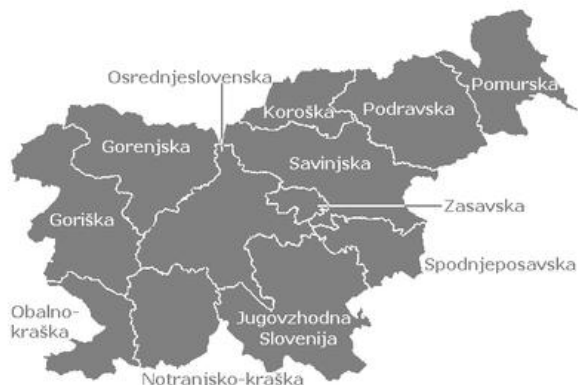 Osrednjeslovenska
Koroška
Podravska
Pomurska
Gorenjska
Savinjska
Goriška
Zasavska
Spodnjeposavska
Obalno-
kraška
Jugovzhodna
Slovenija
Notranjsko-kraška